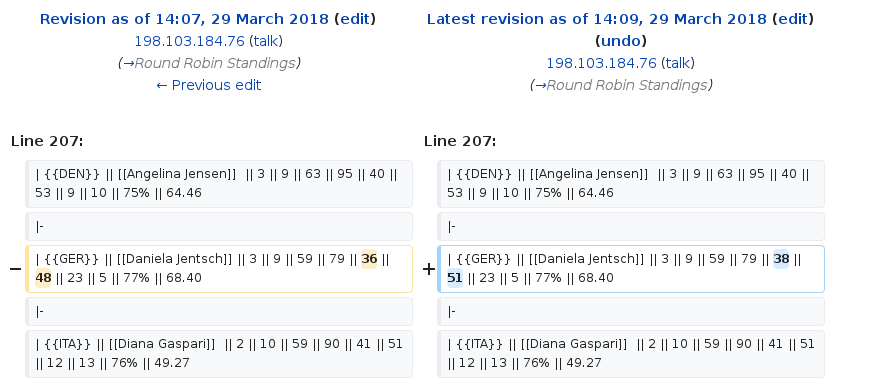 Revision as of 14:07, 29 March 2018 (edit)
198.103.184.76 (talk)
(→Round Robin Standings)
← Previous edit
Latest revision as of 14:09, 29 March 2018 (edit)
(undo)
198.103.184.76 (talk)
(→Round Robin Standings)
Line 207:
| {{DEN}} || [[Angelina Jensen]]  || 3 || 9 || 63 || 95 || 40 ||
53 || 9 || 10 || 75% || 64.46
|-
− | {{GER}} || [[Daniela Jentsch]] || 3 || 9 || 59 || 79 || 36 ||
48 || 23 || 5 || 77% || 68.40
|-
| {{ITA}} || [[Diana Gaspari]]  || 2 || 10 || 59 || 90 || 41 || 51
|| 12 || 13 || 76% || 49.27
Line 207:
| {{DEN}} || [[Angelina Jensen]]  || 3 || 9 || 63 || 95 || 40 ||
53 || 9 || 10 || 75% || 64.46
|-
+ | {{GER}} || [[Daniela Jentsch]] || 3 || 9 || 59 || 79 || 38 ||
51 || 23 || 5 || 77% || 68.40
|-
| {{ITA}} || [[Diana Gaspari]]  || 2 || 10 || 59 || 90 || 41 || 51
|| 12 || 13 || 76% || 49.27